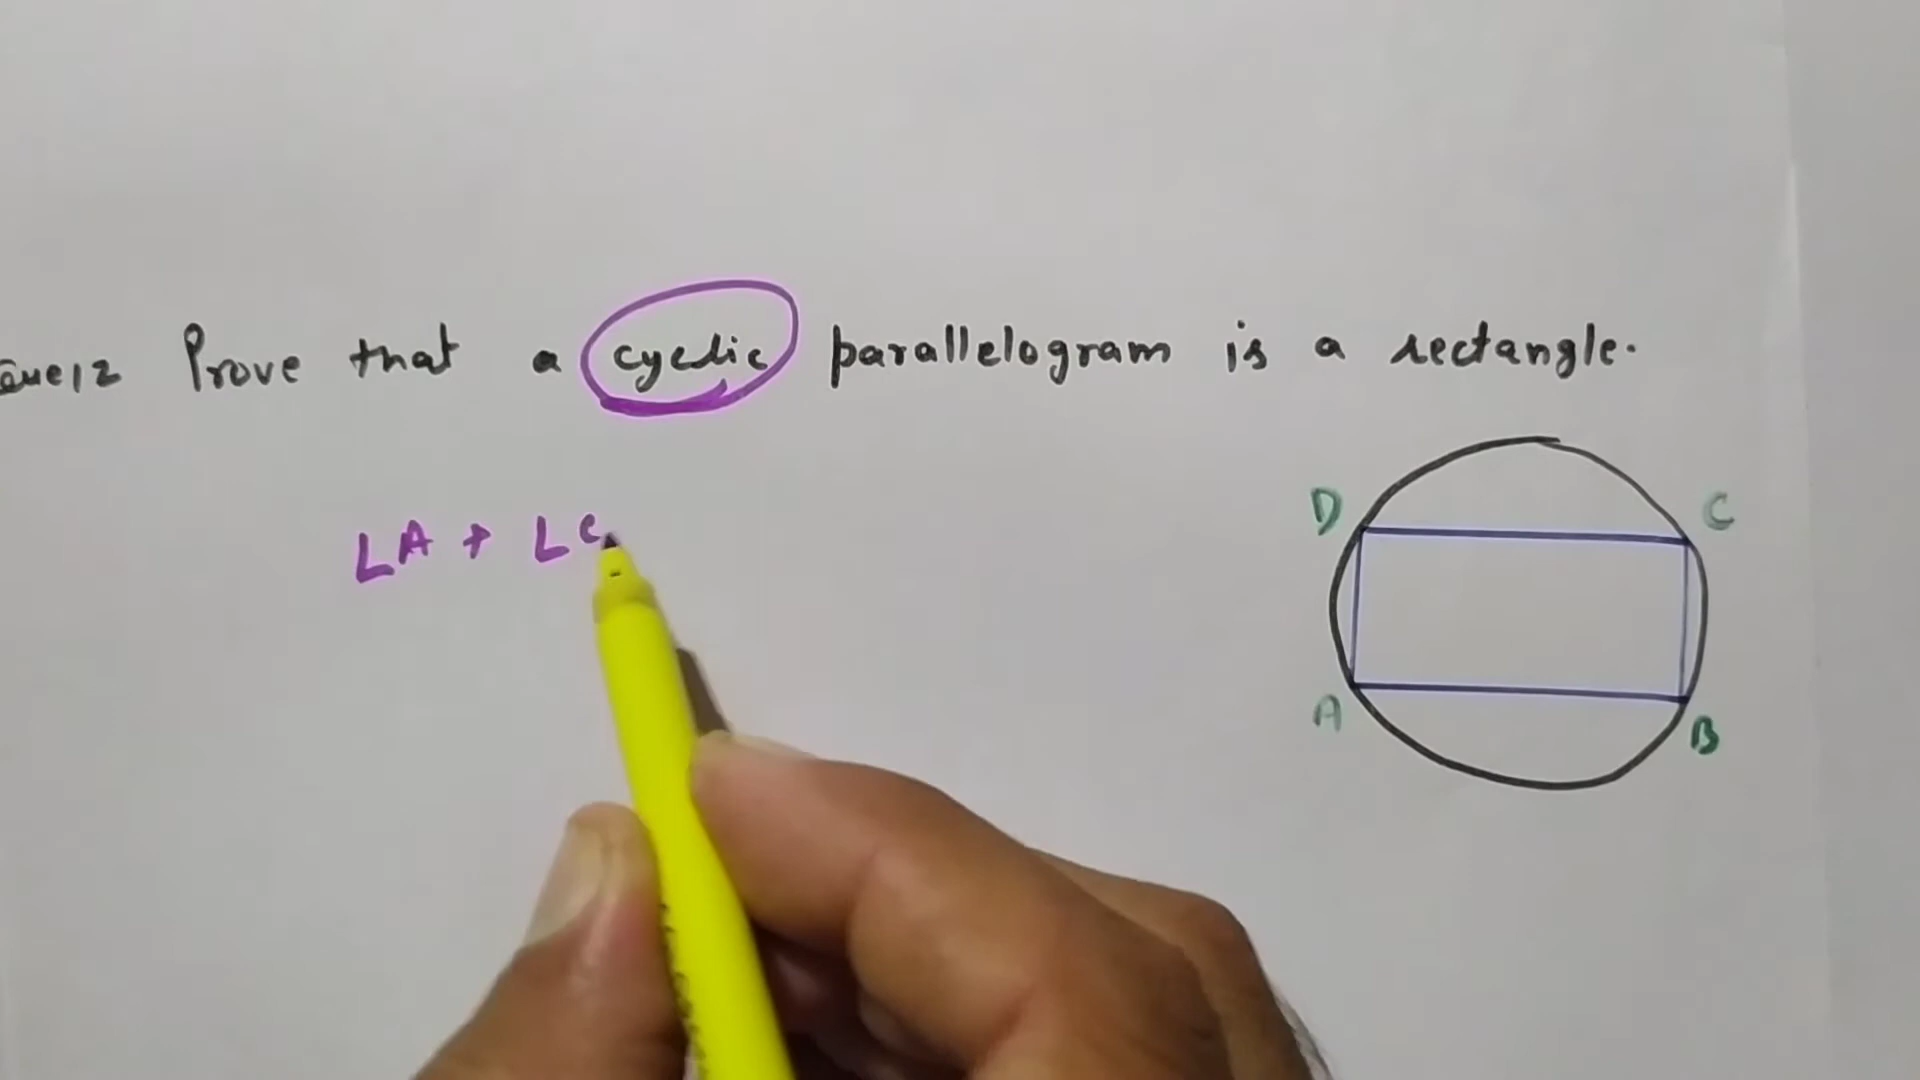 Que12 Prove that a cyclic parallelogram is a rectangle.
∠A + ∠C
D
C
A
B